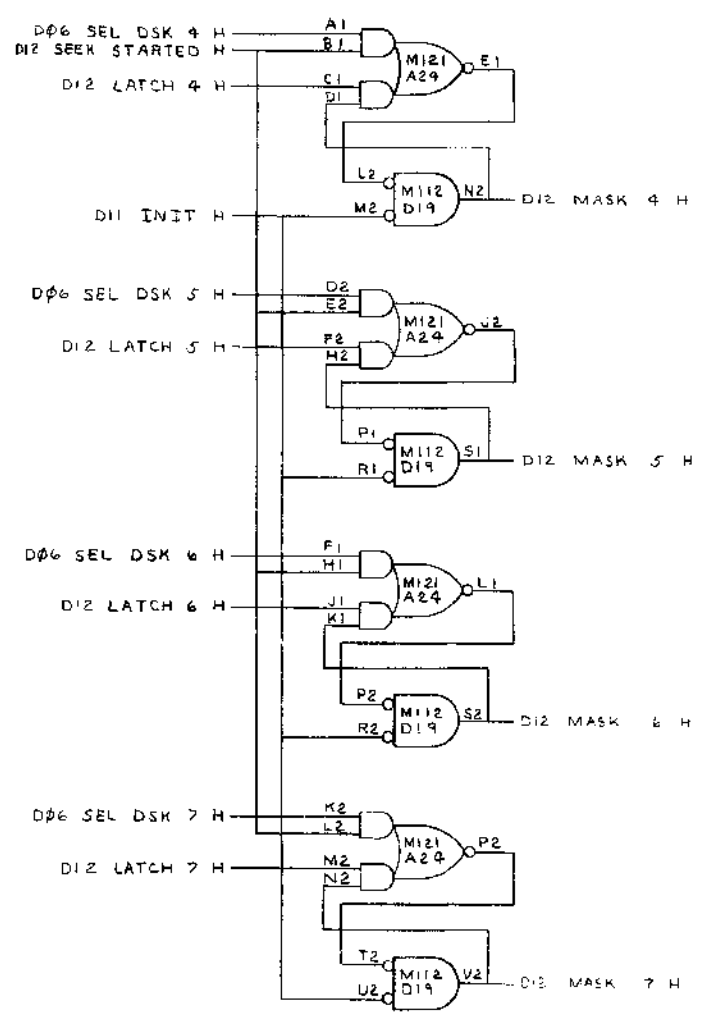 DØ6 SEL DSK 4 H A1
D12 SEEK STARTED H B1
M121 E1
A24
D12 LATCH 4 H C1
D1
L2
M112 N2 D12 MASK 4 H
D19
D11 INIT H M2
DØ6 SEL DSK 5 H D2
E2
M121 J2
A24
D12 LATCH 5 H F2
H2
P1
M112 S1 D12 MASK 5 H
D19
R1
DØ6 SEL DSK 6 H F1
H1
M121 L1
A24
D12 LATCH 6 H J1
K1
P2
M112 S2 D12 MASK 6 H
D19
R2
DØ6 SEL DSK 7 H K2
L2
M121 P2
A24
D12 LATCH 7 H M2
N2
T2
M112 V2 D12 MASK 7 H
D19
U2